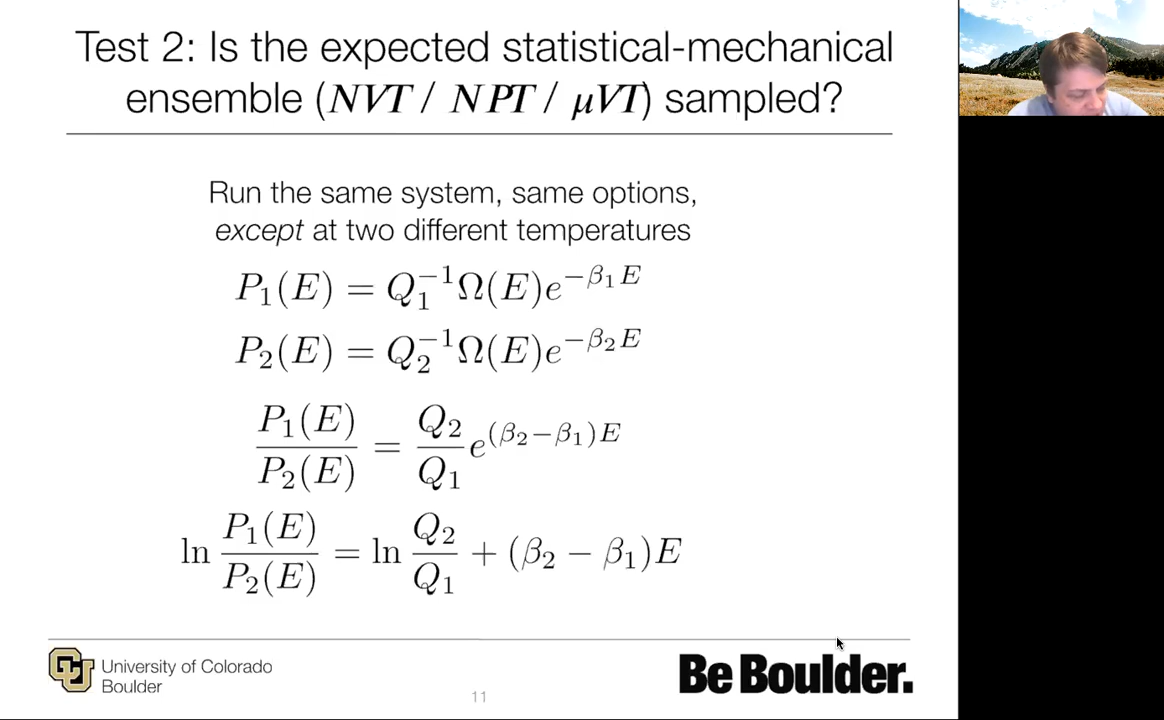 Test 2: Is the expected statistical-mechanical
ensemble (NVT / NPT / μVT) sampled?
Run the same system, same options,
except at two different temperatures
P₁(E) = Q₁⁻¹Ω(E)e^{−β₁E}
P₂(E) = Q₂⁻¹Ω(E)e^{−β₂E}
P₁(E)/P₂(E) = Q₂/Q₁ e^{(β₂−β₁)E}
ln P₁(E)/P₂(E) = ln Q₂/Q₁ + (β₂ − β₁)E
CU
University of Colorado
Boulder
11
Be Boulder.